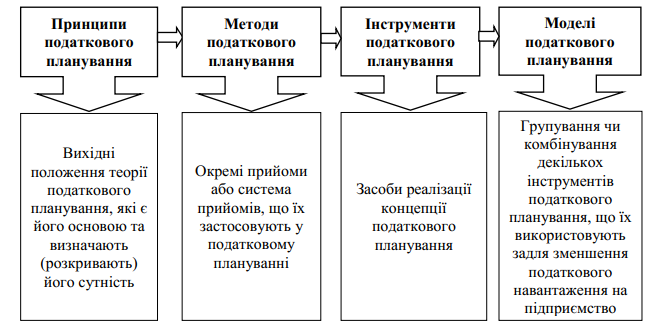 Принципи
податкового
планування
Методи
податкового
планування
Інструменти
податкового
планування
Моделі
податкового
планування
Вихідні
положення теорії
податкового
планування, які є
його основою та
визначають
(розкривають)
його сутність
Окремі прийоми
або система
прийомів, що їх
застосовують у
податковому
плануванні
Засоби реалізації
концепції
податкового
планування
Групування чи
комбінування
декількох
інструментів
податкового
планування, що їх
використовують
задля зменшення
податкового
навантаження на
підприємство